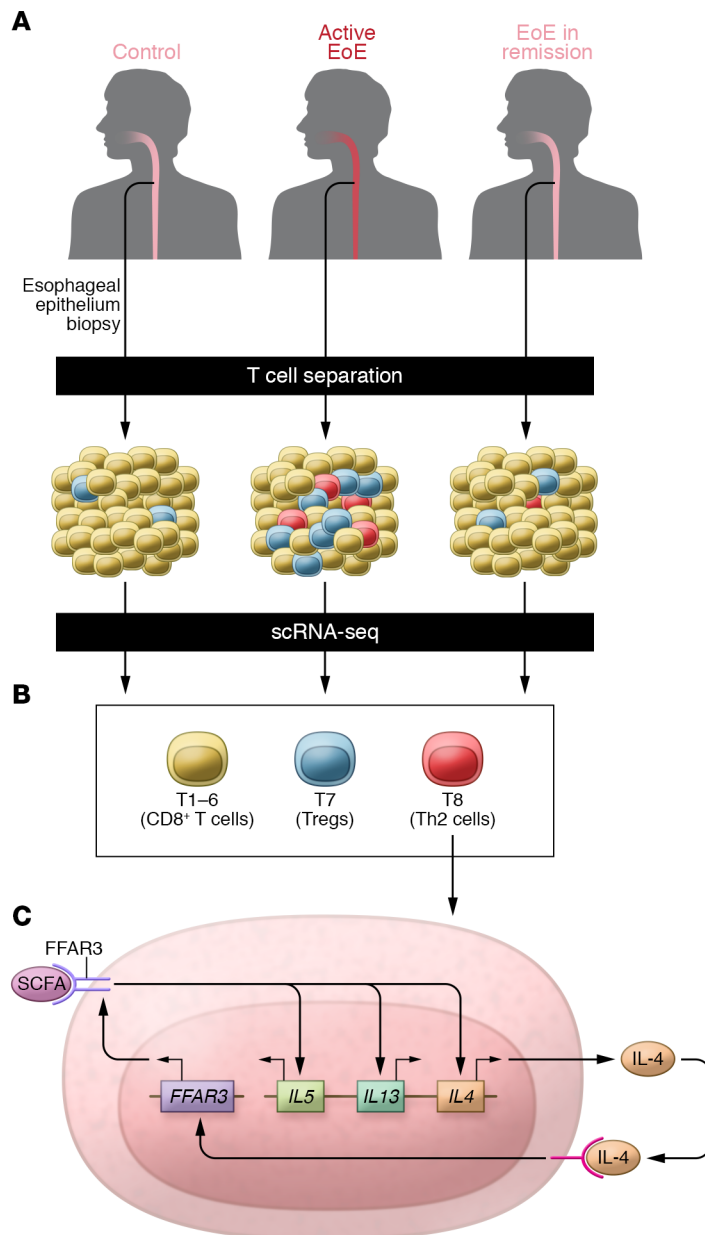 A
Control
Active
EoE
EoE in
remission
Esophageal
epithelium
biopsy
T cell separation
scRNA-seq
B
T1–6
(CD8⁺ T cells)
T7
(Tregs)
T8
(Th2 cells)
C
FFAR3
SCFA
FFAR3
IL5
IL13
IL4
IL-4
IL-4